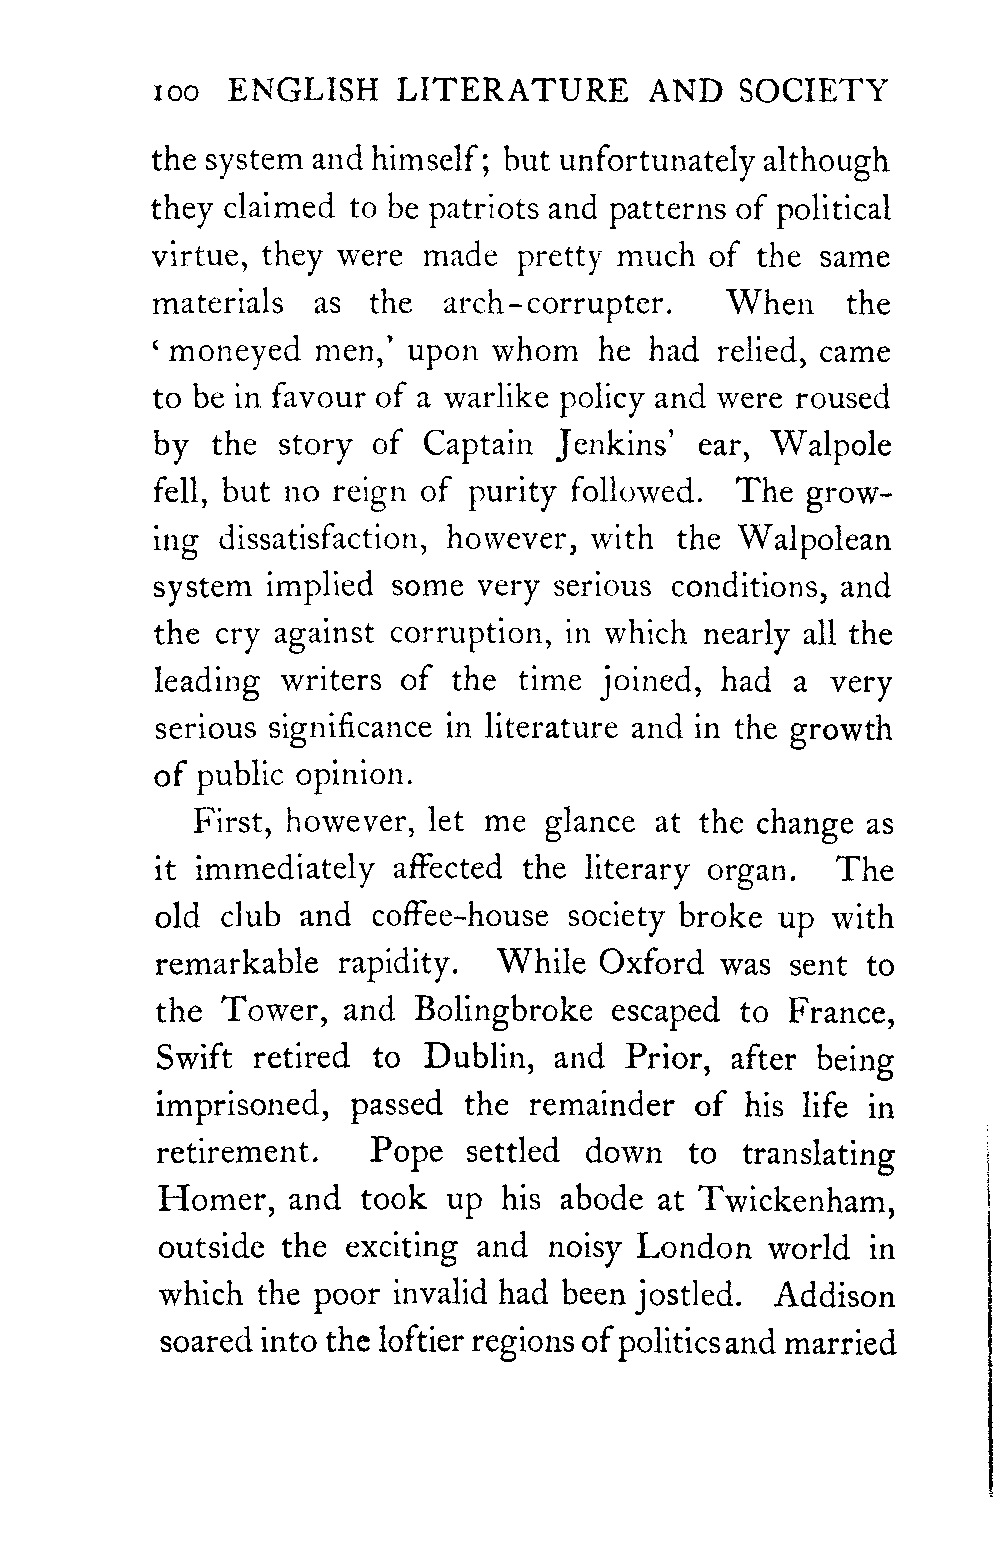 100 ENGLISH LITERATURE AND SOCIETY
the system and himself; but unfortunately although
they claimed to be patriots and patterns of political
virtue, they were made pretty much of the same
materials as the arch-corrupter. When the
‘moneyed men,’ upon whom he had relied, came
to be in favour of a warlike policy and were roused
by the story of Captain Jenkins’ ear, Walpole
fell, but no reign of purity followed. The grow-
ing dissatisfaction, however, with the Walpolean
system implied some very serious conditions, and
the cry against corruption, in which nearly all the
leading writers of the time joined, had a very
serious significance in literature and in the growth
of public opinion.
First, however, let me glance at the change as
it immediately affected the literary organ. The
old club and coffee-house society broke up with
remarkable rapidity. While Oxford was sent to
the Tower, and Bolingbroke escaped to France,
Swift retired to Dublin, and Prior, after being
imprisoned, passed the remainder of his life in
retirement. Pope settled down to translating
Homer, and took up his abode at Twickenham,
outside the exciting and noisy London world in
which the poor invalid had been jostled. Addison
soared into the loftier regions of politics and married